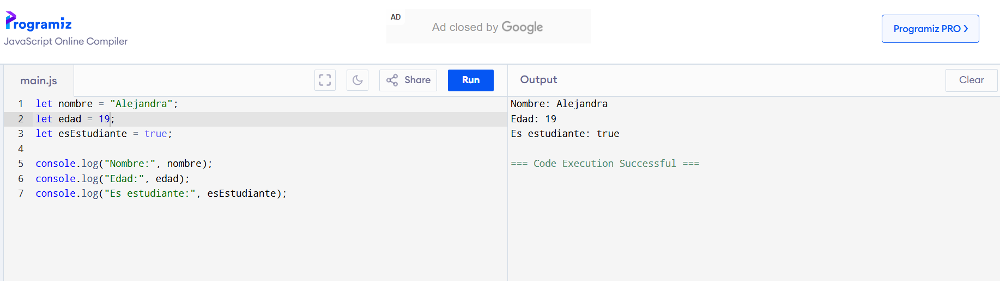 Programiz
JavaScript Online Compiler
AD
Ad closed by Google
Programiz PRO
main.js
Share
Run
Output
Clear
1 let nombre = "Alejandra";
2 let edad = 19;
3 let esEstudiante = true;
4
5 console.log("Nombre:", nombre);
6 console.log("Edad:", edad);
7 console.log("Es estudiante:", esEstudiante);
Nombre: Alejandra
Edad: 19
Es estudiante: true
=== Code Execution Successful ===